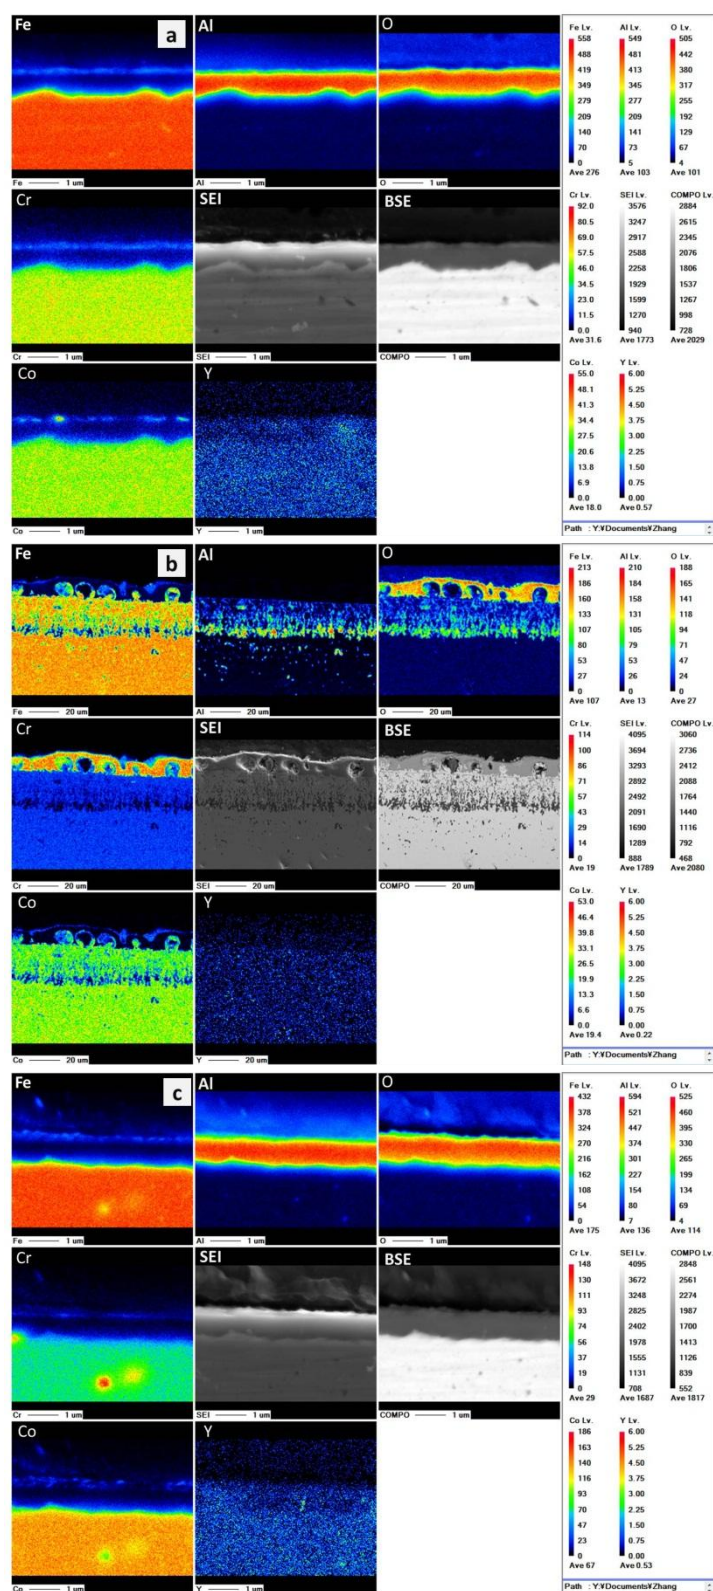 Fe a Al O
Fe 1 um Al 1 um O 1 um
Cr SEI BSE
Cr 1 um SEI 1 um COMPO 1 um
Co Y
Co 1 um Y 1 um
Fe Lv. Al Lv. O Lv.
558 549 505
488 481 442
419 413 380
349 345 317
279 277 255
209 209 192
140 141 129
70 73 67
0 5 4
Ave 276 Ave 103 Ave 101
Cr Lv. SEI Lv. COMPO Lv.
92.0 3576 2884
80.5 3247 2615
69.0 2917 2345
57.5 2588 2076
46.0 2258 1806
34.5 1929 1537
23.0 1599 1267
11.5 1270 998
0.0 940 728
Ave 31.6 Ave 1773 Ave 2029
Co Lv. Y Lv.
55.0 6.00
48.1 5.25
41.3 4.50
34.4 3.75
27.5 3.00
20.6 2.25
13.8 1.50
6.9 0.75
0.0 0.00
Ave 18.0 Ave 0.57
Path : Y:¥Documents¥Zhang
Fe b Al O
Fe 20 um Al 20 um O 20 um
Cr SEI BSE
Cr 20 um SEI 20 um COMPO 20 um
Co Y
Co 20 um Y 20 um
Fe Lv. Al Lv. O Lv.
213 210 188
186 184 165
160 158 141
133 131 118
107 105 94
80 79 71
53 53 47
27 26 24
0 0 0
Ave 107 Ave 13 Ave 27
Cr Lv. SEI Lv. COMPO Lv.
114 4095 3060
100 3694 2736
86 3293 2412
71 2892 2088
57 2492 1764
43 2091 1440
29 1690 1116
14 1289 792
0 888 468
Ave 19 Ave 1789 Ave 2080
Co Lv. Y Lv.
53.0 6.00
46.4 5.25
39.8 4.50
33.1 3.75
26.5 3.00
19.9 2.25
13.3 1.50
6.6 0.75
0.0 0.00
Ave 19.4 Ave 0.22
Path : Y:¥Documents¥Zhang
Fe c Al O
Fe 1 um Al 1 um O 1 um
Cr SEI BSE
Cr 1 um SEI 1 um COMPO 1 um
Co Y
Co 1 um Y 1 um
Fe Lv. Al Lv. O Lv.
432 594 525
378 521 460
324 447 395
270 374 330
216 301 265
162 227 199
108 154 134
54 80 69
0 7 4
Ave 175 Ave 136 Ave 114
Cr Lv. SEI Lv. COMPO Lv.
148 4095 2848
130 3672 2561
111 3248 2274
93 2825 1987
74 2402 1700
56 1978 1413
37 1555 1126
19 1131 839
0 708 552
Ave 29 Ave 1687 Ave 1817
Co Lv. Y Lv.
186 6.00
163 5.25
140 4.50
116 3.75
93 3.00
70 2.25
47 1.50
23 0.75
0 0.00
Ave 67 Ave 0.53
Path : Y:¥Documents¥Zhang